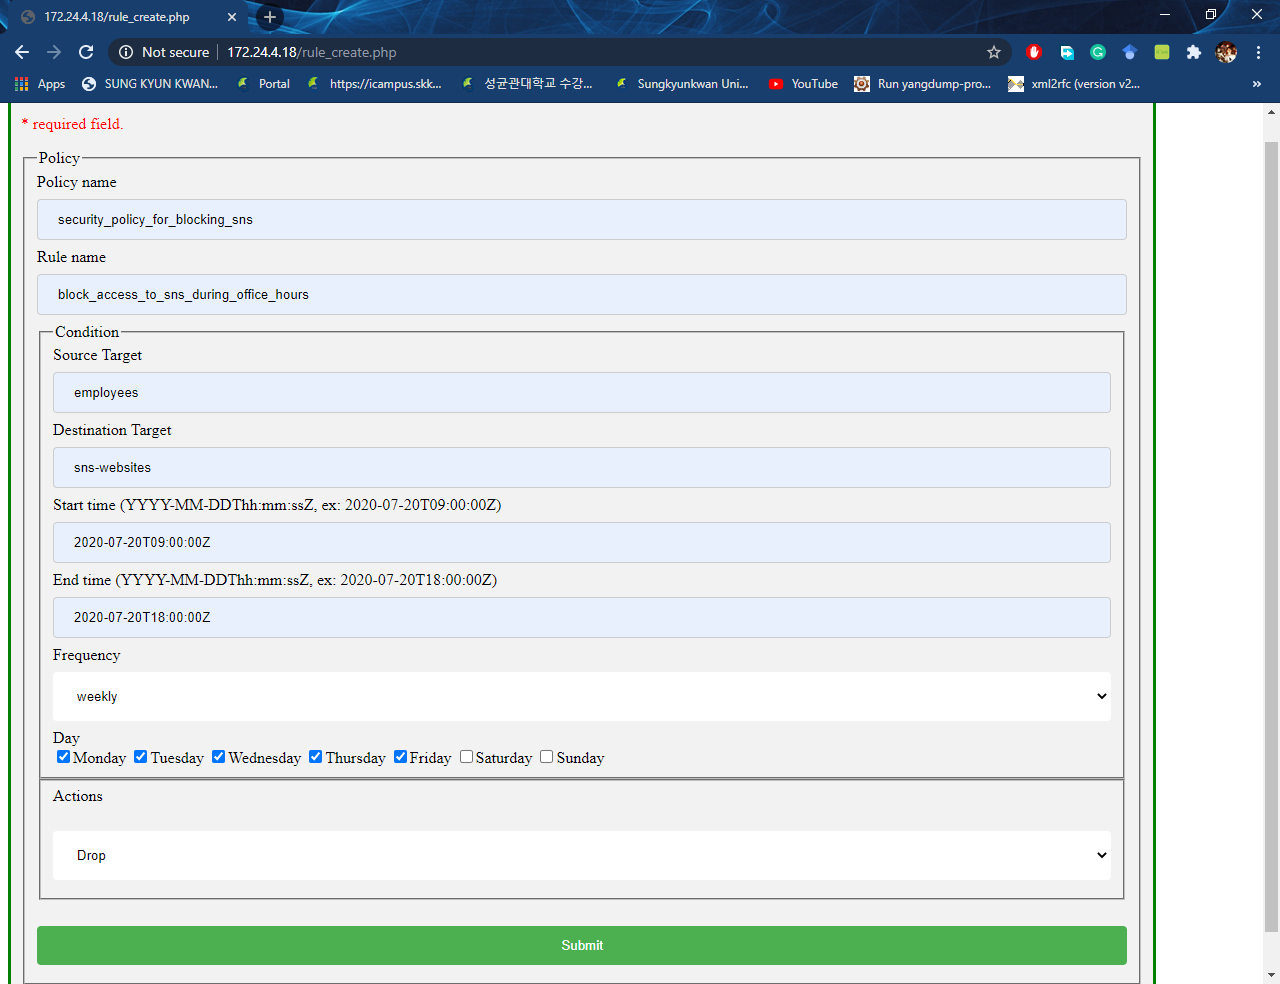 172.24.4.18/rule_create.php
Not secure 172.24.4.18/rule_create.php
Apps SUNG KYUN KWAN... Portal https://icampus.skk... 성균관대학교 수강... Sungkyunkwan Uni... YouTube Run yangdump-pro... xml2rfc (version v2...
* required field.
Policy
Policy name
security_policy_for_blocking_sns
Rule name
block_access_to_sns_during_office_hours
Condition
Source Target
employees
Destination Target
sns-websites
Start time (YYYY-MM-DDThh:mm:ssZ, ex: 2020-07-20T09:00:00Z)
2020-07-20T09:00:00Z
End time (YYYY-MM-DDThh:mm:ssZ, ex: 2020-07-20T18:00:00Z)
2020-07-20T18:00:00Z
Frequency
weekly
Day
Monday Tuesday Wednesday Thursday Friday Saturday Sunday
Actions
Drop
Submit